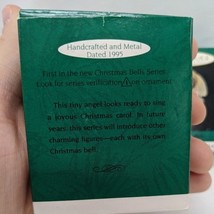 Handcrafted and Metal
Dated 1995
First in the new Christmas Bells Series.
Look for series verification on ornament.
This tiny angel looks ready to sing
a joyous Christmas carol. In future
years, this series will introduce other
charming figures—each with its own
Christmas bell!